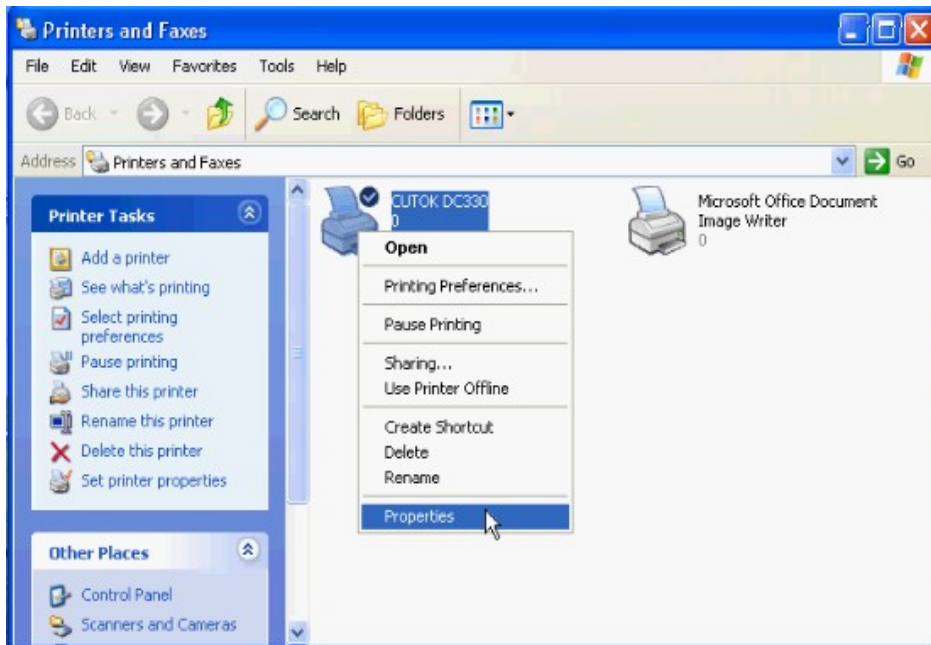 Printers and Faxes
File Edit View Favorites Tools Help
Back Search Folders
Address Printers and Faxes Go
Printer Tasks
Add a printer
See what's printing
Select printing
preferences
Pause printing
Share this printer
Rename this printer
Delete this printer
Set printer properties
Other Places
Control Panel
Scanners and Cameras
CUTOK DC330
0
Open
Printing Preferences...
Pause Printing
Sharing...
Use Printer Offline
Create Shortcut
Delete
Rename
Properties
Microsoft Office Document
Image Writer
0